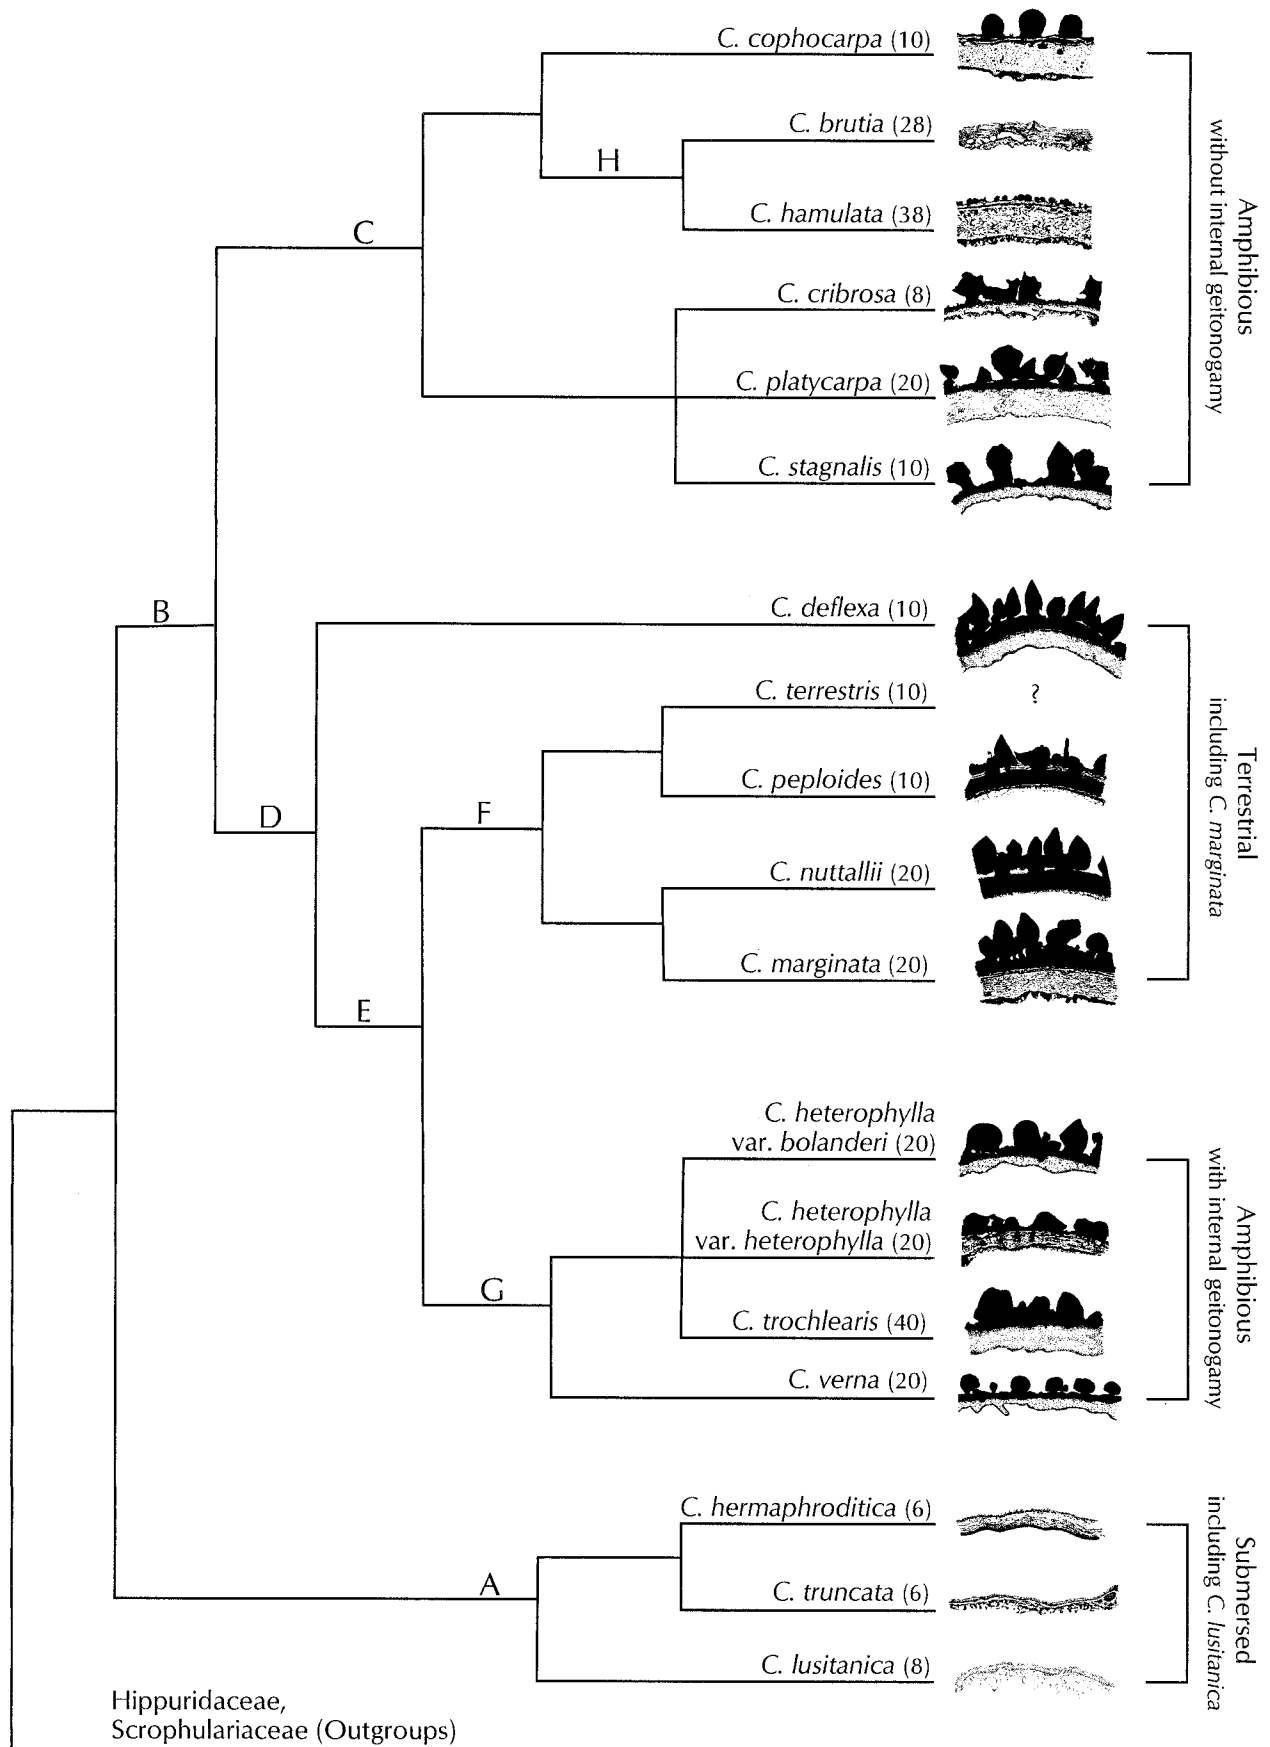 C. cophocarpa (10)
C. brutia (28)
H
C. hamulata (38)
C
C. cribrosa (8)
C. platycarpa (20)
C. stagnalis (10)
Amphibious
without internal geitonogamy
B
C. deflexa (10)
C. terrestris (10)
?
C. peploides (10)
D
F
C. nuttallii (20)
C. marginata (20)
E
Terrestrial
including C. marginata
C. heterophylla
var. bolanderi (20)
C. heterophylla
var. heterophylla (20)
G
C. trochlearis (40)
C. verna (20)
Amphibious
with internal geitonogamy
C. hermaphroditica (6)
A
C. truncata (6)
C. lusitanica (8)
Submersed
including C. lusitanica
Hippuridaceae,
Scrophulariaceae (Outgroups)